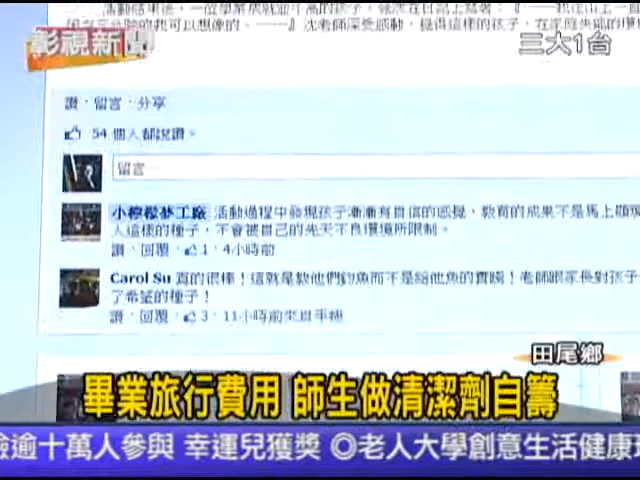 彰視新聞
三大1台
讚・留言・分享
54 個人都說讚。
留言
小檸檬夢工廠 活動過程中發現孩子漸漸有自信的感覺，教育的成果不是馬上顯現
人這樣的種子，不會被自己的先天不良環境所限制。
讚・回覆・1・4小時前
Carol Su 真的很棒！這就是教他們釣魚而不是給他魚的實踐！老師跟家長對孩子
了希望的種子！
讚・回覆・3・11小時前來自手機
田尾鄉
畢業旅行費用 師生做清潔劑自籌
逾十萬人參與 幸運兒獲獎 ◎老人大學創意生活健康